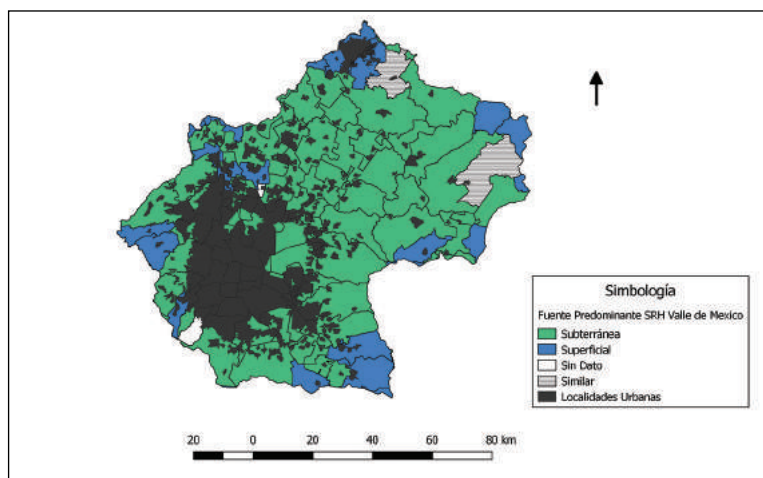 Simbología
Fuente Predominante SRH Valle de Mexico
Subterránea
Superficial
Sin Dato
Similar
Localidades Urbanas
20 0 20 40 60 80 km